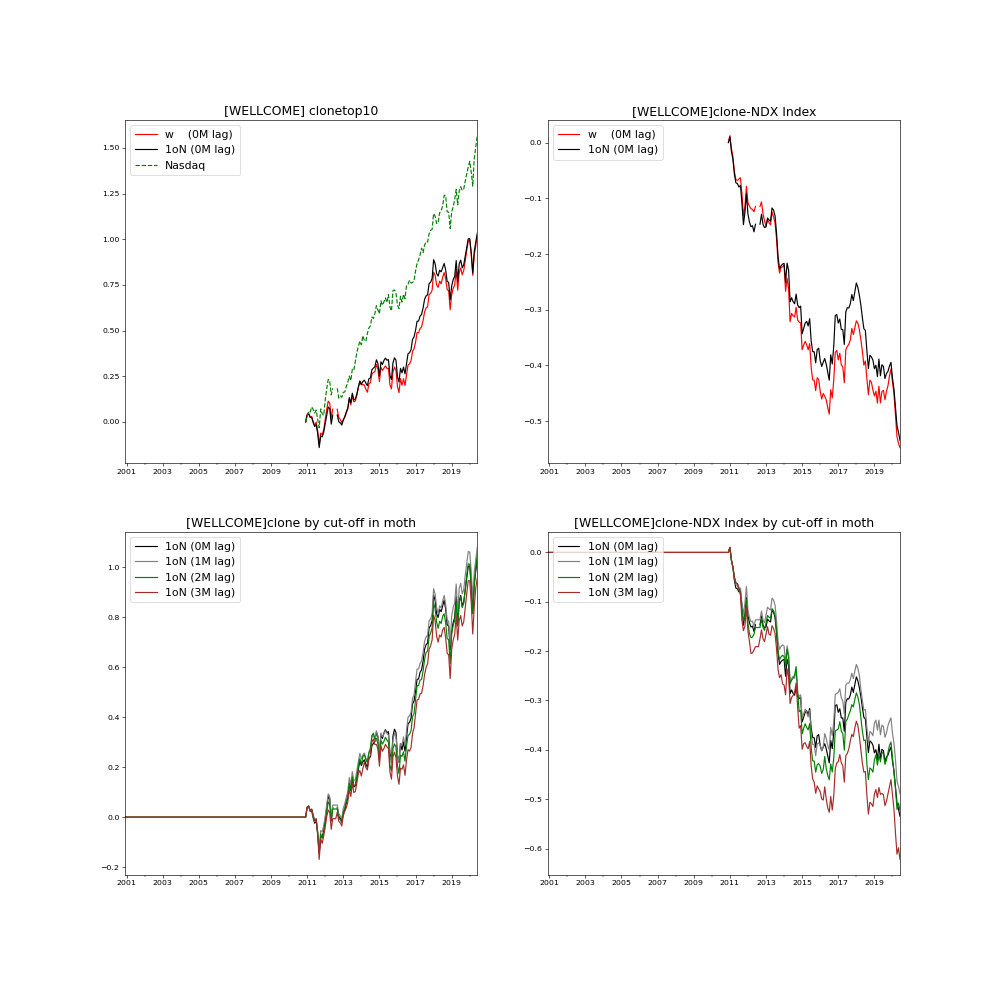 [WELLCOME] clonetop10
w (0M lag)
1oN (0M lag)
Nasdaq
1.50
1.25
1.00
0.75
0.50
0.25
0.00
2001 2003 2005 2007 2009 2011 2013 2015 2017 2019
[WELLCOME]clone-NDX Index
w (0M lag)
1oN (0M lag)
0.0
−0.1
−0.2
−0.3
−0.4
−0.5
2001 2003 2005 2007 2009 2011 2013 2015 2017 2019
[WELLCOME]clone by cut-off in moth
1oN (0M lag)
1oN (1M lag)
1oN (2M lag)
1oN (3M lag)
1.0
0.8
0.6
0.4
0.2
0.0
−0.2
2001 2003 2005 2007 2009 2011 2013 2015 2017 2019
[WELLCOME]clone-NDX Index by cut-off in moth
1oN (0M lag)
1oN (1M lag)
1oN (2M lag)
1oN (3M lag)
0.0
−0.1
−0.2
−0.3
−0.4
−0.5
−0.6
2001 2003 2005 2007 2009 2011 2013 2015 2017 2019